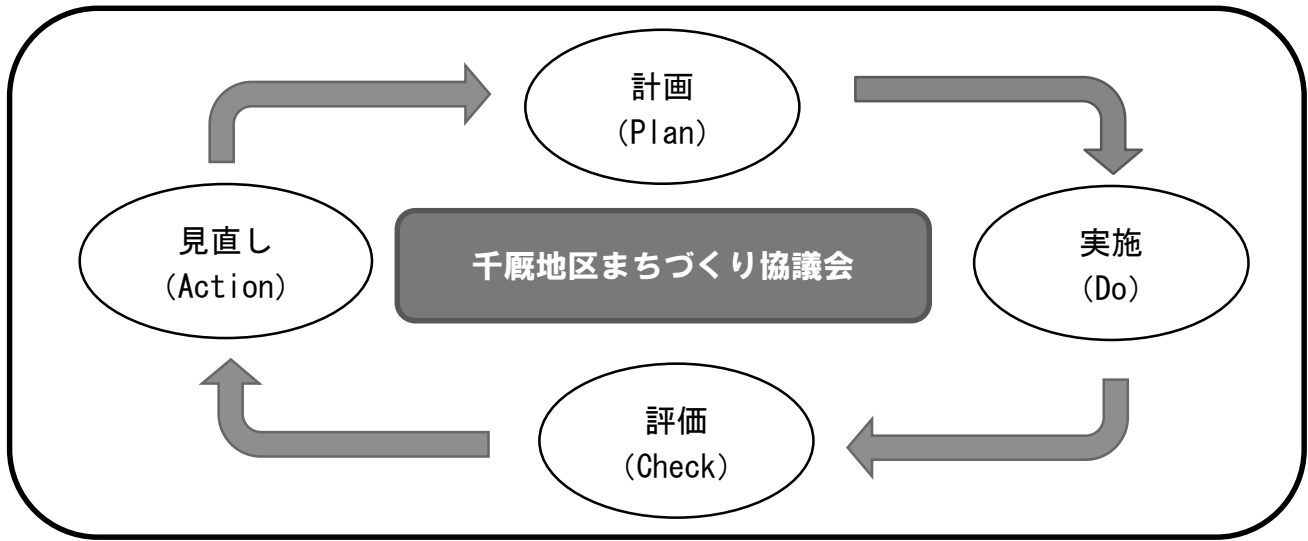 計画
（Plan）
見直し
（Action）
千厩地区まちづくり協議会
実施
（Do）
評価
（Check）